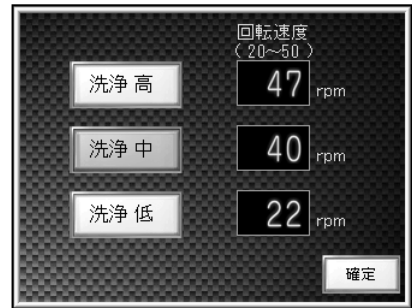 回転速度
(20〜50)
洗浄 高 47 rpm
洗浄 中 40 rpm
洗浄 低 22 rpm
確定